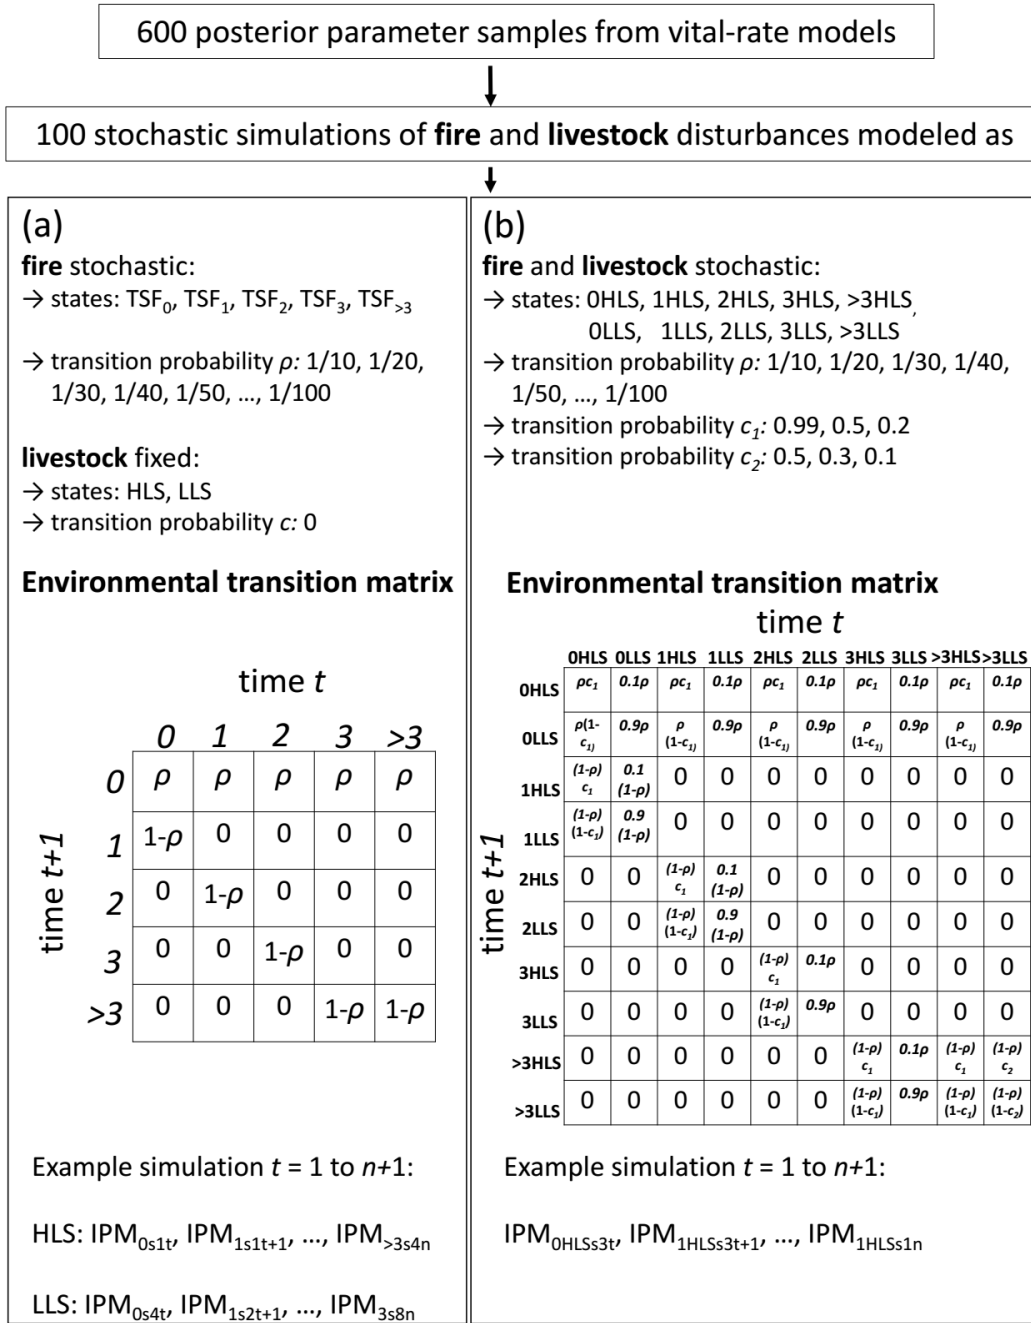 600 posterior parameter samples from vital-rate models
100 stochastic simulations of fire and livestock disturbances modeled as
(a)
fire stochastic:
→ states: TSF₀, TSF₁, TSF₂, TSF₃, TSF>₃
→ transition probability ρ: 1/10, 1/20,
1/30, 1/40, 1/50, …, 1/100
livestock fixed:
→ states: HLS, LLS
→ transition probability c: 0
Environmental transition matrix
time t
0 1 2 3 >3
time t+1
0 ρ ρ ρ ρ ρ
1 1-ρ 0 0 0 0
2 0 1-ρ 0 0 0
3 0 0 1-ρ 0 0
>3 0 0 0 1-ρ 1-ρ
Example simulation t = 1 to n+1:
HLS: IPM0s1t, IPM1s1t+1, …, IPM>3s4n
LLS: IPM0s4t, IPM1s2t+1, …, IPM3s8n
(b)
fire and livestock stochastic:
→ states: 0HLS, 1HLS, 2HLS, 3HLS, >3HLS,
0LLS, 1LLS, 2LLS, 3LLS, >3LLS
→ transition probability ρ: 1/10, 1/20, 1/30, 1/40,
1/50, …, 1/100
→ transition probability c₁: 0.99, 0.5, 0.2
→ transition probability c₂: 0.5, 0.3, 0.1
Environmental transition matrix
time t
0HLS 0LLS 1HLS 1LLS 2HLS 2LLS 3HLS 3LLS >3HLS >3LLS
time t+1
0HLS ρc₁ 0.1ρ ρc₁ 0.1ρ ρc₁ 0.1ρ ρc₁ 0.1ρ ρc₁ 0.1ρ
0LLS ρ(1-c₁) 0.9ρ ρ(1-c₁) 0.9ρ ρ(1-c₁) 0.9ρ ρ(1-c₁) 0.9ρ ρ(1-c₁) 0.9ρ
1HLS (1-ρ)c₁ 0.1(1-ρ) 0 0 0 0 0 0 0 0
1LLS (1-ρ)(1-c₁) 0.9(1-ρ) 0 0 0 0 0 0 0 0
2HLS 0 0 (1-ρ)c₁ 0.1(1-ρ) 0 0 0 0 0 0
2LLS 0 0 (1-ρ)(1-c₁) 0.9(1-ρ) 0 0 0 0 0 0
3HLS 0 0 0 0 (1-ρ)c₁ 0.1ρ 0 0 0 0
3LLS 0 0 0 0 (1-ρ)(1-c₁) 0.9ρ 0 0 0 0
>3HLS 0 0 0 0 0 0 (1-ρ)c₁ 0.1ρ (1-ρ)c₁ (1-ρ)c₂
>3LLS 0 0 0 0 0 0 (1-ρ)(1-c₁) 0.9ρ (1-ρ)(1-c₁) (1-ρ)(1-c₂)
Example simulation t = 1 to n+1:
IPM0HLSs3t, IPM1HLSs3t+1, …, IPM1HLSs1n